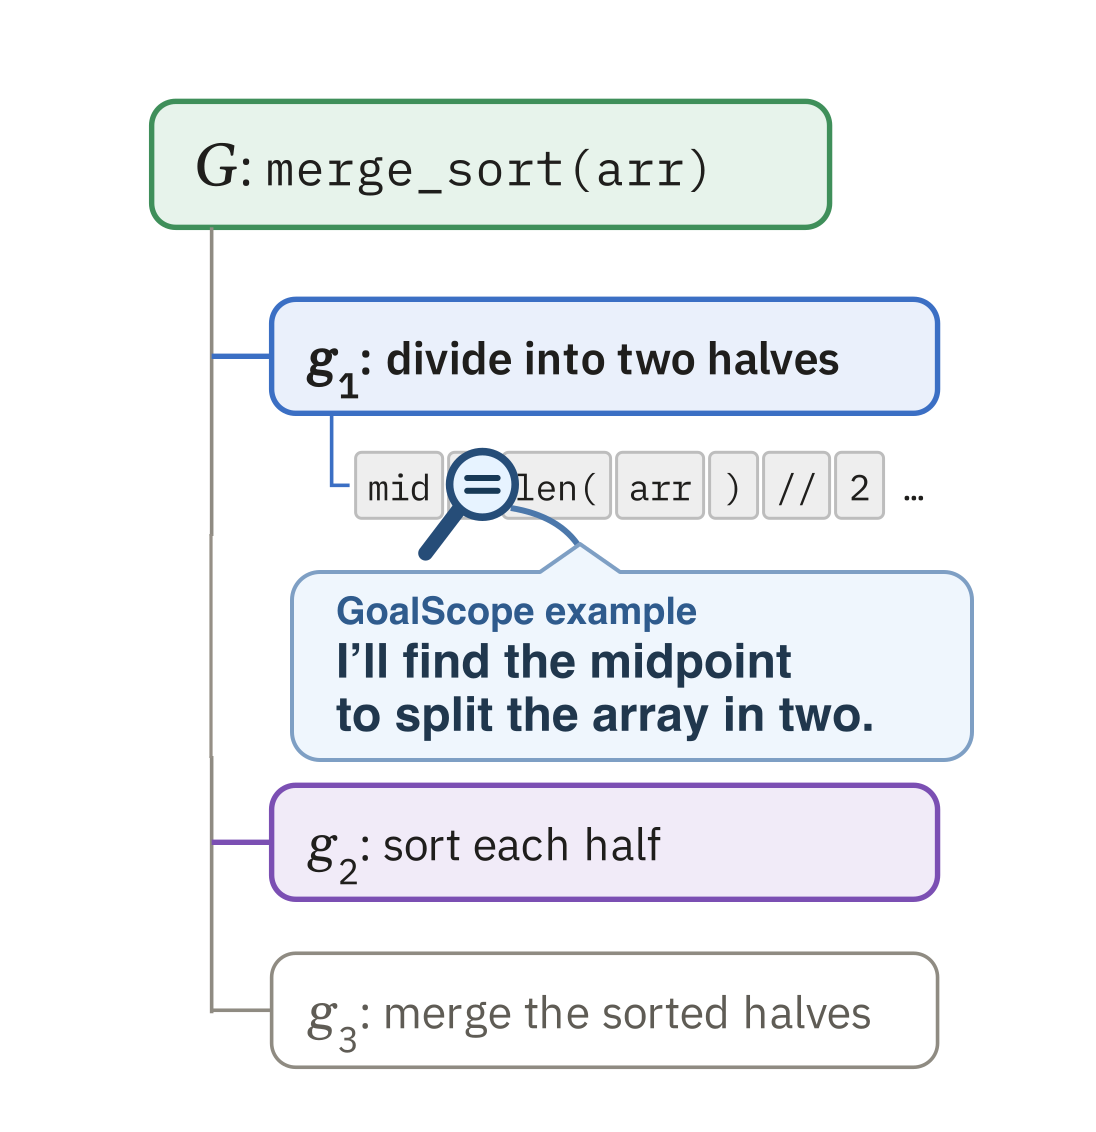 G: merge_sort(arr)
g1: divide into two halves
mid = len( arr ) // 2 …
GoalScope example
I’ll find the midpoint
to split the array in two.
g2: sort each half
g3: merge the sorted halves